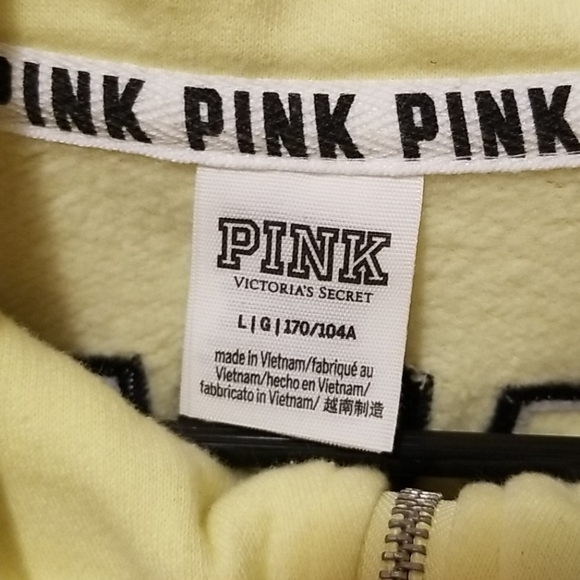 PINK PINK PINK PINK
PINK
VICTORIA'S SECRET
L|G|170/104A
made in Vietnam/fabriqué au
Vietnam/hecho en Vietnam/
fabbricato in Vietnam/ 越南制造